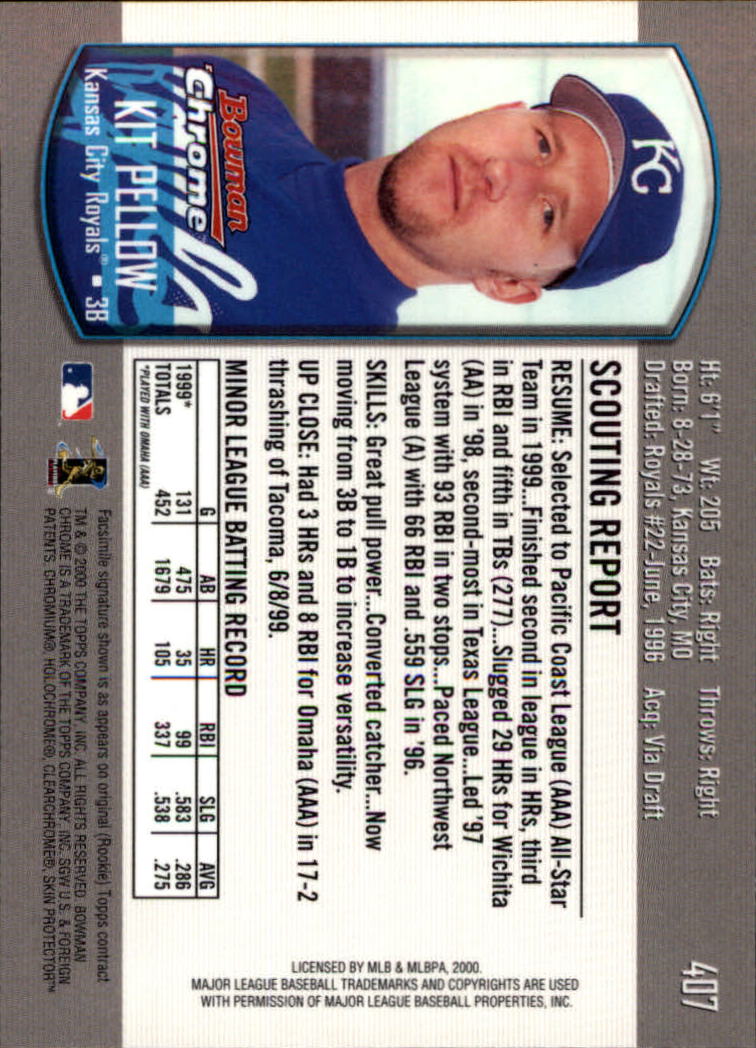 407
Ht: 6'1" Wt: 205 Bats: Right Throws: Right
Born: 8-28-73, Kansas City, MO
Drafted: Royals #22-June, 1996 Acq: Via Draft
KC
Bowman
Chrome™
KIT PELLOW
Kansas City Royals® ▪ 3B
SCOUTING REPORT
RESUME: Selected to Pacific Coast League (AAA) All-Star
Team in 1999...Finished second in league in HRs, third
in RBI and fifth in TBs (277)...Slugged 29 HRs for Wichita
(AA) in '98, second-most in Texas League...Led '97
system with 93 RBI in two stops...Paced Northwest
League (A) with 66 RBI and .559 SLG in '96.
SKILLS: Great pull power...Converted catcher...Now
moving from 3B to 1B to increase versatility.
UP CLOSE: Had 3 HRs and 8 RBI for Omaha (AAA) in 17-2
thrashing of Tacoma, 6/8/99.
MINOR LEAGUE BATTING RECORD
G AB HR RBI SLG AVG
1999* 131 475 35 99 .583 .286
TOTALS 452 1679 105 337 .538 .275
*PLAYED WITH OMAHA (AAA)
Facsimile signature shown is as appears on original (Rookie) Topps contract
TM & © 2000 THE TOPPS COMPANY, INC. ALL RIGHTS RESERVED. BOWMAN
CHROME IS A TRADEMARK OF THE TOPPS COMPANY, INC. SGW U.S. & FOREIGN
PATENTS. CHROMIUM®, HOLOCHROME®, CLEARCHROME®, SKIN PROTECTOR™
LICENSED BY MLB & MLBPA, 2000.
MAJOR LEAGUE BASEBALL TRADEMARKS AND COPYRIGHTS ARE USED
WITH PERMISSION OF MAJOR LEAGUE BASEBALL PROPERTIES, INC.